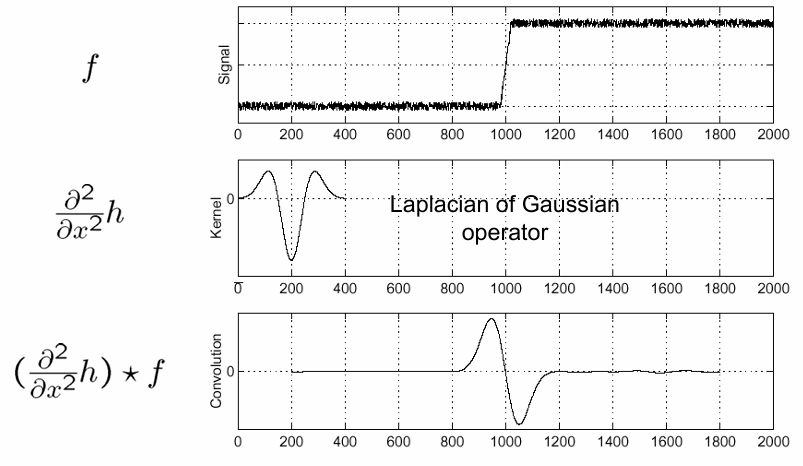 f
Signal
0 200 400 600 800 1000 1200 1400 1600 1800 2000
∂²/∂x² h
Kernel
0
Laplacian of Gaussian
operator
0 200 400 600 800 1000 1200 1400 1600 1800 2000
(∂²/∂x² h) ⋆ f
Convolution
0
0 200 400 600 800 1000 1200 1400 1600 1800 2000